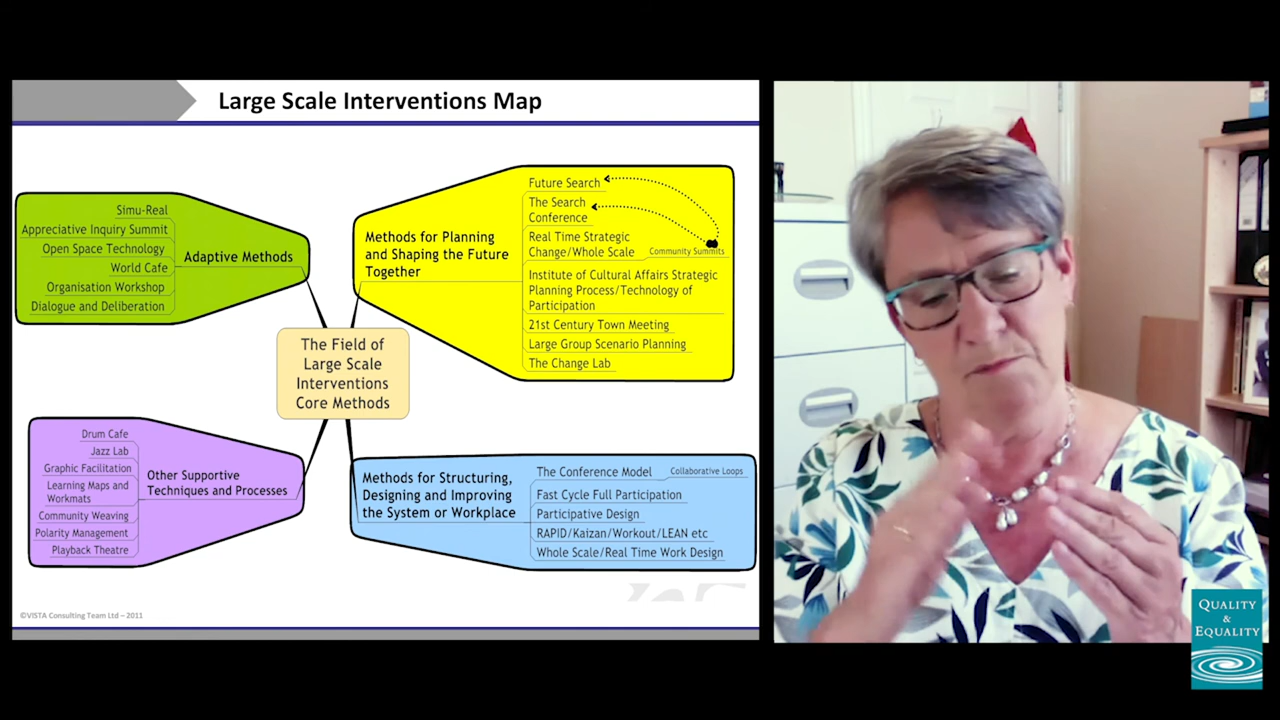 Large Scale Interventions Map
Simu-Real
Appreciative Inquiry Summit
Open Space Technology
World Cafe
Organisation Workshop
Dialogue and Deliberation
Adaptive Methods
Methods for Planning
and Shaping the Future
Together
Future Search
The Search
Conference
Real Time Strategic
Change/Whole Scale
Community Summits
Institute of Cultural Affairs Strategic
Planning Process/Technology of
Participation
21st Century Town Meeting
Large Group Scenario Planning
The Change Lab
The Field of
Large Scale
Interventions
Core Methods
Drum Cafe
Jazz Lab
Graphic Facilitation
Learning Maps and
Workmats
Community Weaving
Polarity Management
Playback Theatre
Other Supportive
Techniques and Processes
Methods for Structuring,
Designing and Improving
the System or Workplace
The Conference Model
Collaborative Loops
Fast Cycle Full Participation
Participative Design
RAPID/Kaizan/Workout/LEAN etc
Whole Scale/Real Time Work Design
©VISTA Consulting Team Ltd – 2011
QUALITY
&
EQUALITY